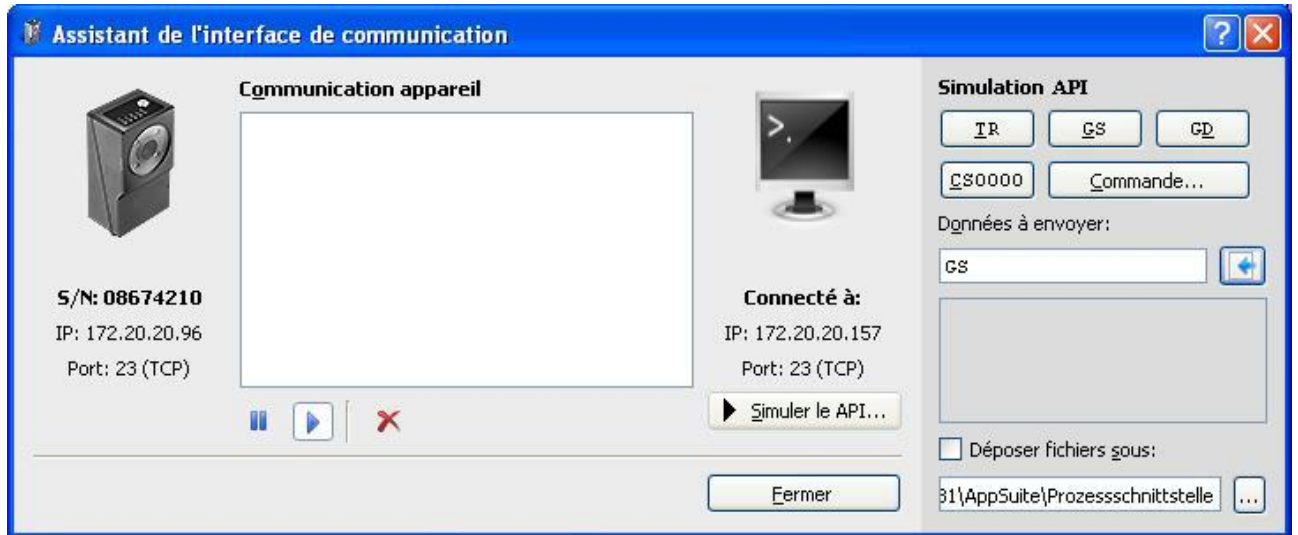 Assistant de l'interface de communication
Communication appareil
S/N: 08674210
IP: 172.20.20.96
Port: 23 (TCP)
>.
Connecté à:
IP: 172.20.20.157
Port: 23 (TCP)
Simuler le API...
Fermer
Simulation API
TR GS GD
CS0000 Commande...
Données à envoyer:
GS
Déposer fichiers sous:
31\AppSuite\Prozessschnittstelle ...